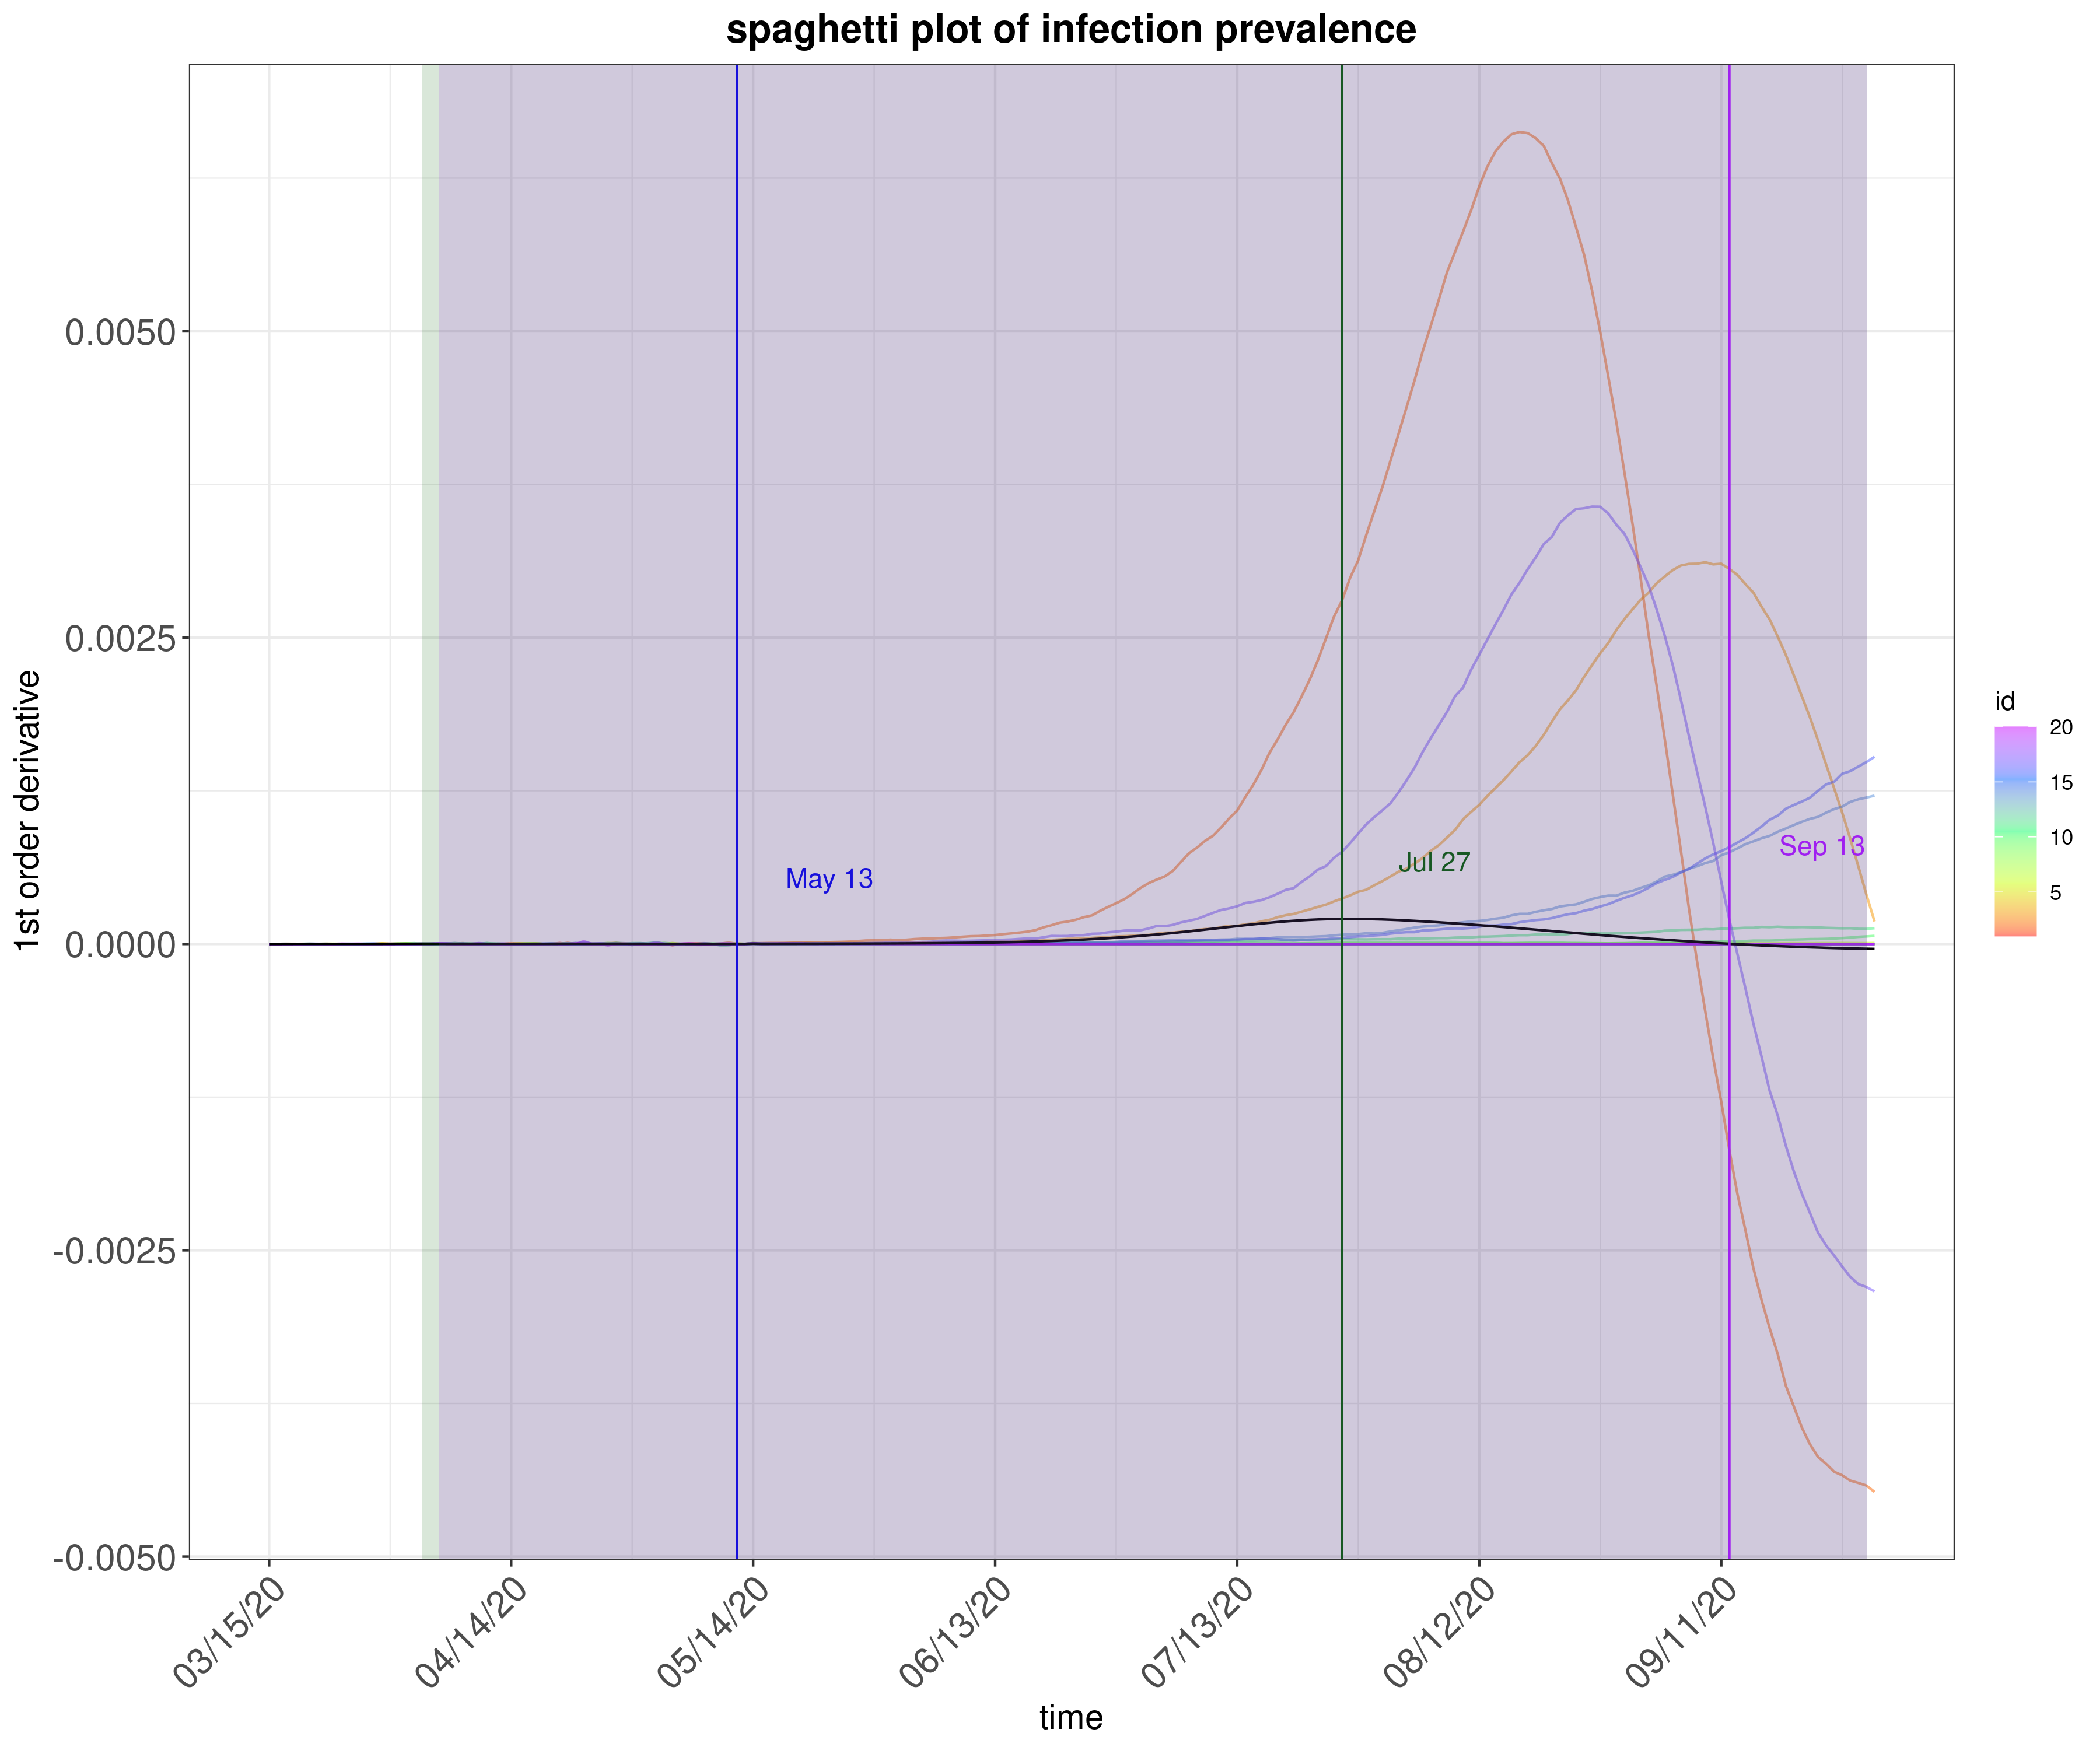 spaghetti plot of infection prevalence
1st order derivative
0.0050
0.0025
0.0000
-0.0025
-0.0050
May 13
Jul 27
Sep 13
id
20
15
10
5
03/15/20
04/14/20
05/14/20
06/13/20
07/13/20
08/12/20
09/11/20
time